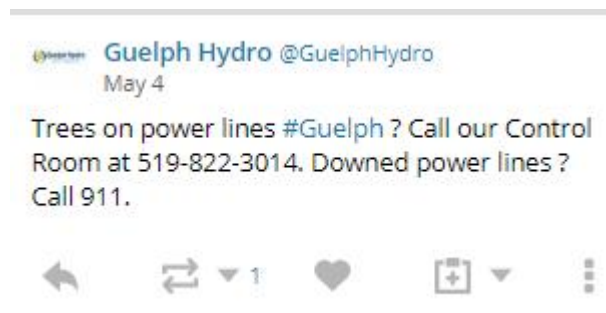 Guelph Hydro @GuelphHydro
May 4
Trees on power lines #Guelph ? Call our Control
Room at 519-822-3014. Downed power lines ?
Call 911.
1